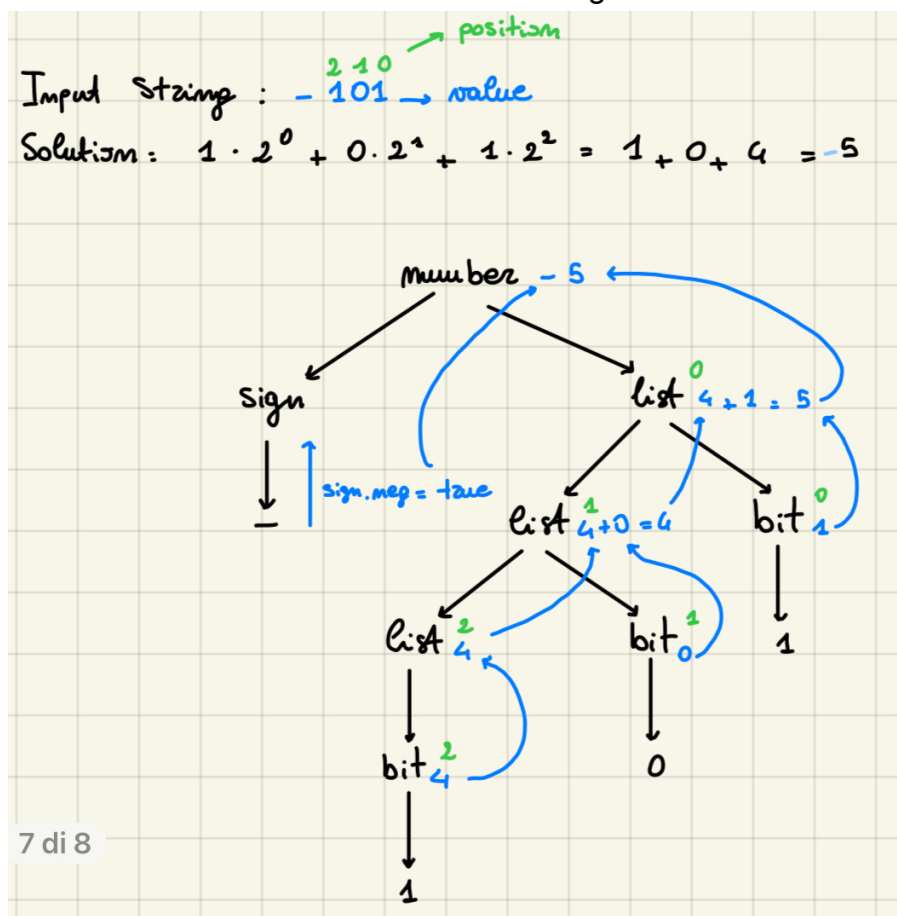 position
2 1 0
Input String : - 101 → value
Solution = 1 · 2⁰ + 0 · 2¹ + 1 · 2² = 1 + 0 + 4 = -5
number - 5
0
sign list 4 + 1 = 5
sign.neg = true
1 0
- list 4+0 = 4 bit 1
2 1
list 4 bit 0 1
2
bit 4 0
7 di 8
1